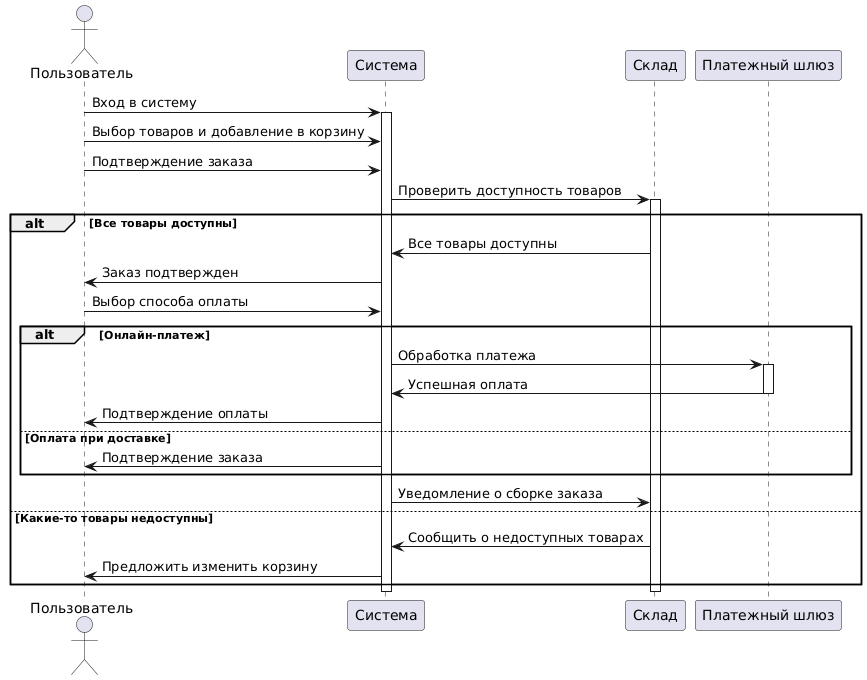 Пользователь
Система
Склад
Платежный шлюз
Вход в систему
Выбор товаров и добавление в корзину
Подтверждение заказа
Проверить доступность товаров
alt
[Все товары доступны]
Все товары доступны
Заказ подтвержден
Выбор способа оплаты
alt
[Онлайн-платеж]
Обработка платежа
Успешная оплата
Подтверждение оплаты
[Оплата при доставке]
Подтверждение заказа
Уведомление о сборке заказа
[Какие-то товары недоступны]
Сообщить о недоступных товарах
Предложить изменить корзину
Пользователь
Система
Склад
Платежный шлюз